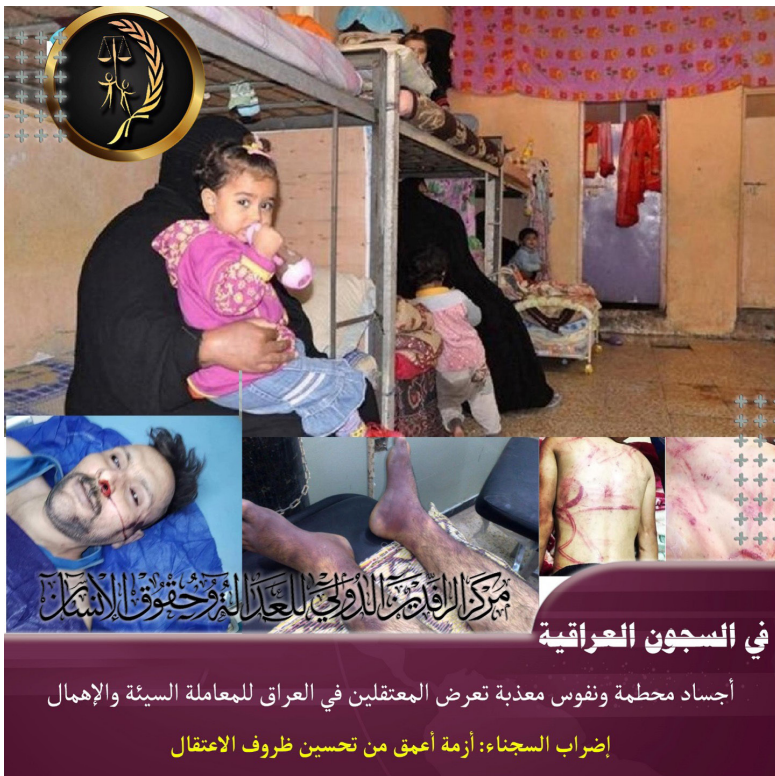 مركز الرافدين الدولي للعدالة وحقوق الإنسان
في السجون العراقية
أجساد محطمة ونفوس معذبة تعرض المعتقلين في العراق للمعاملة السيئة والإهمال
إضراب السجناء: أزمة أعمق من تحسين ظروف الاعتقال